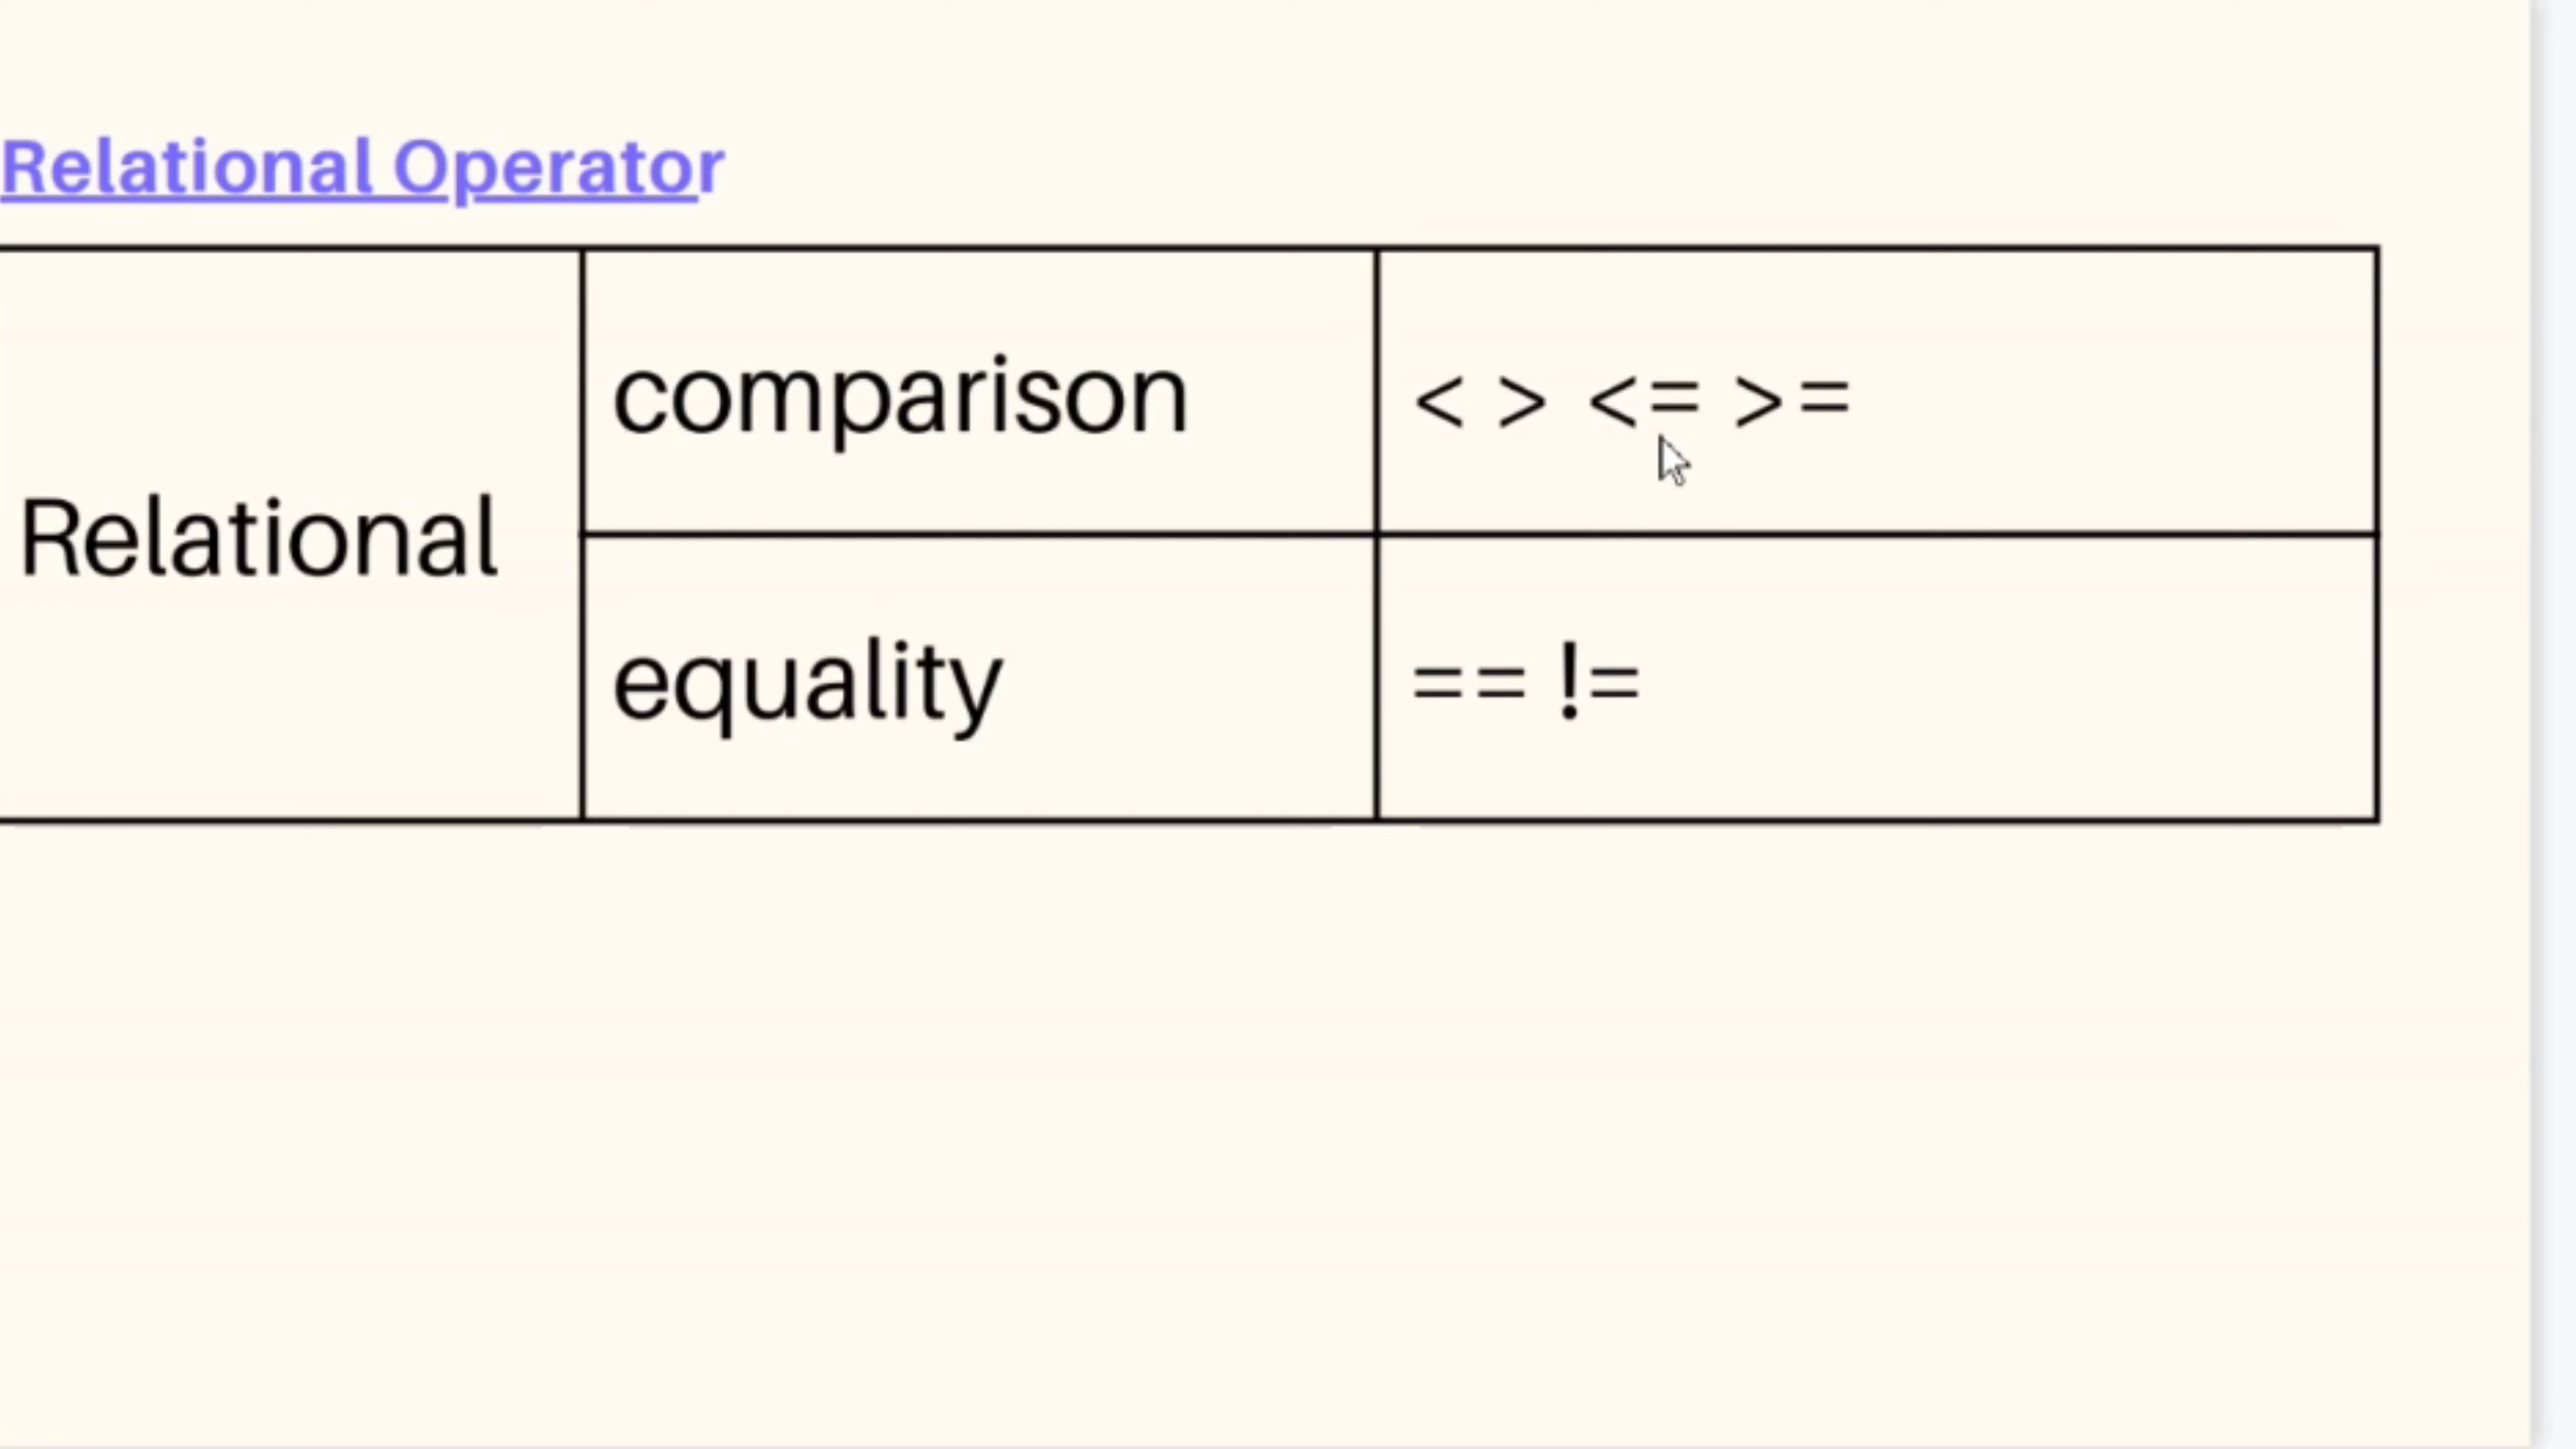 Relational Operator
comparison
< > <= >=
Relational
equality
== !=